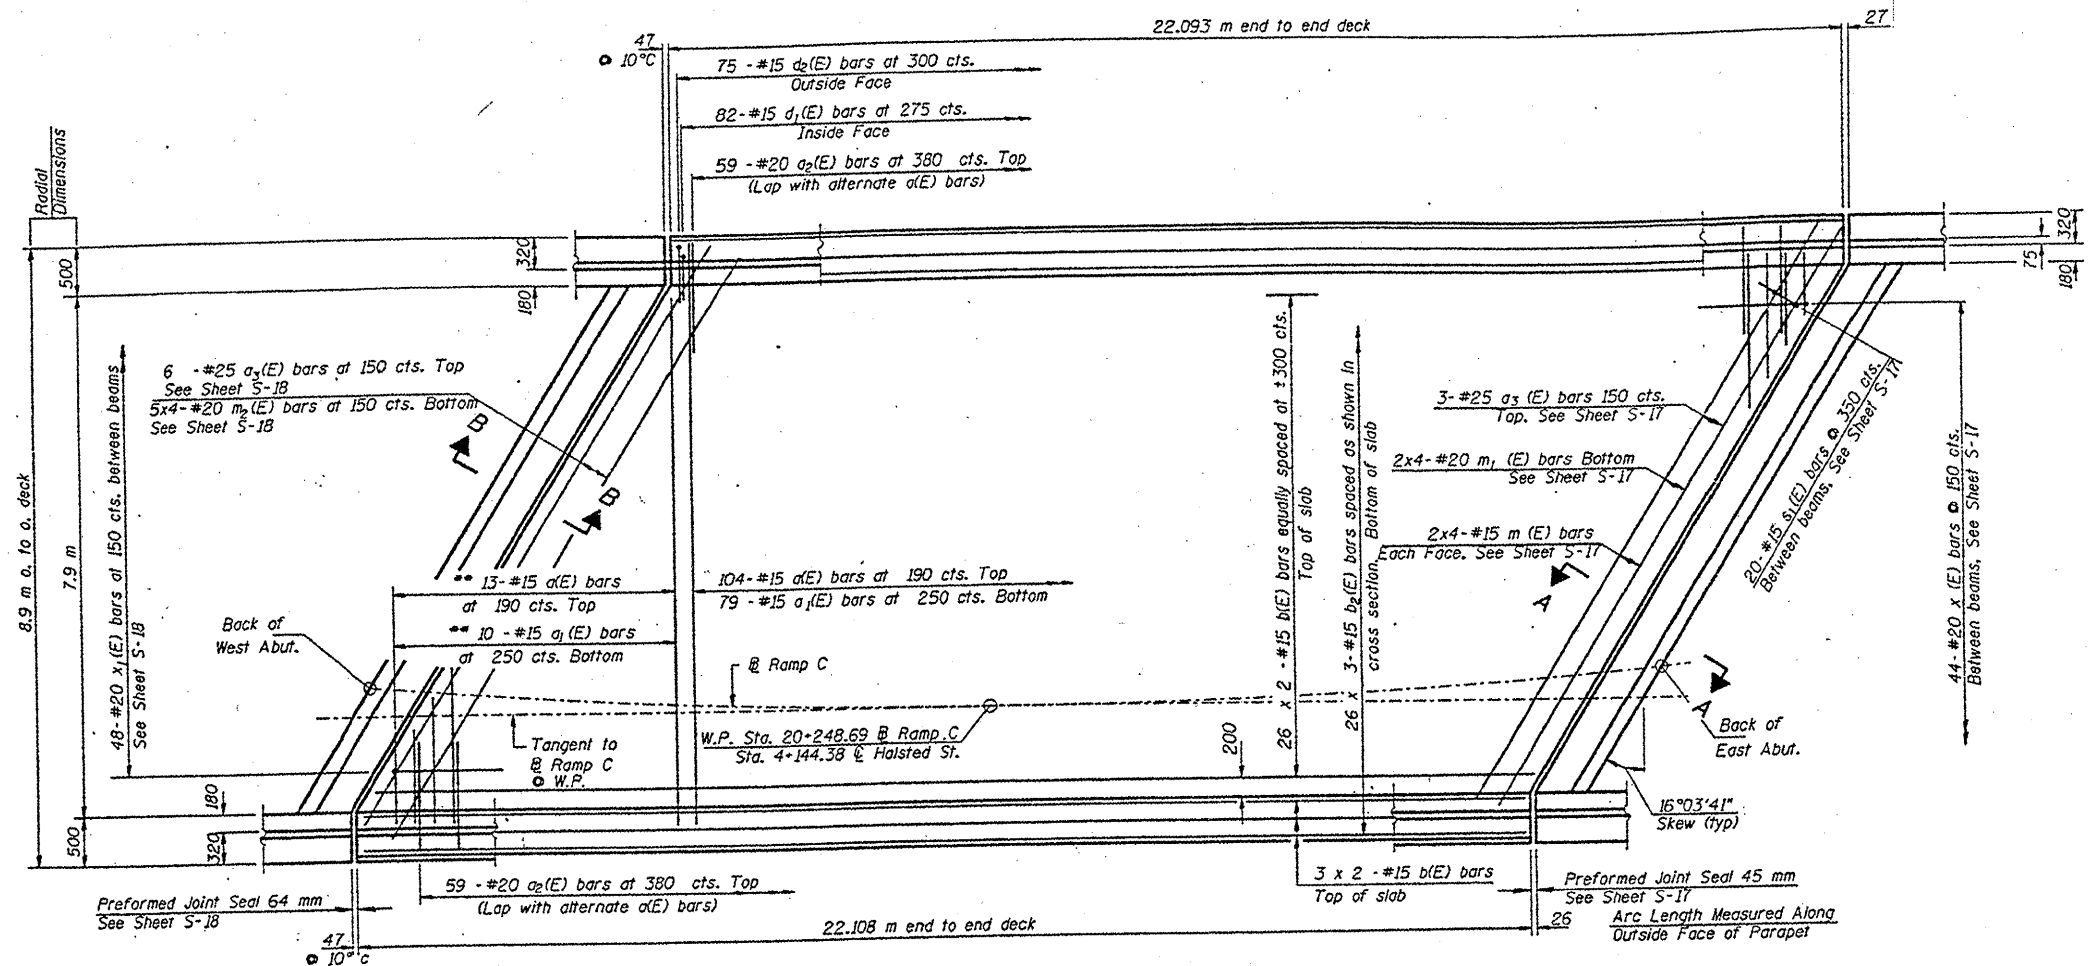 22.093 m end to end deck
27
47
@ 10°C
75 -#15 d2(E) bars at 300 cts.
Outside Face
82-#15 d1(E) bars at 275 cts.
Inside Face
59 -#20 a2(E) bars at 380 cts. Top
(Lap with alternate a(E) bars)
Radial
Dimensions
500
320
180
320
75
180
8.9 m o. to o. deck
7.9 m
6 -#25 a3(E) bars at 150 cts. Top
See Sheet S-18
5x4-#20 m2(E) bars at 150 cts. Bottom
See Sheet S-18
B
B
48-#20 x1(E) bars at 150 cts. between beams
See Sheet S-18
26 x 2 -#15 b(E) bars equally spaced at ±300 cts.
Top of slab
26 x 3-#15 b2(E) bars spaced as shown in
cross section. Bottom of slab
3-#25 a3 (E) bars 150 cts.
Top. See Sheet S-17
2x4-#20 m1 (E) bars Bottom
See Sheet S-17
2x4-#15 m (E) bars
Each Face. See Sheet S-17
20-#15 s1(E) bars @ 350 cts.
Between beams, See Sheet S-17
44-#20 x (E) bars @ 150 cts.
Between beams, See Sheet S-17
A
A
** 13-#15 a(E) bars
at 190 cts. Top
** 10 -#15 a1(E) bars
at 250 cts. Bottom
104-#15 a(E) bars at 190 cts. Top
79 -#15 a1(E) bars at 250 cts. Bottom
Back of
West Abut.
℄ Ramp C
Tangent to
℄ Ramp C
@ W.P.
W.P. Sta. 20+248.69 ℄ Ramp C
Sta. 4+144.38 ℄ Halsted St.
200
Back of
East Abut.
16°03'41"
Skew (typ)
180
500
320
59 -#20 a2(E) bars at 380 cts. Top
(Lap with alternate a(E) bars)
3 x 2 -#15 b(E) bars
Top of slab
Preformed Joint Seal 64 mm
See Sheet S-18
Preformed Joint Seal 45 mm
See Sheet S-17
47
@ 10°c
22.108 m end to end deck
26
Arc Length Measured Along
Outside Face of Parapet